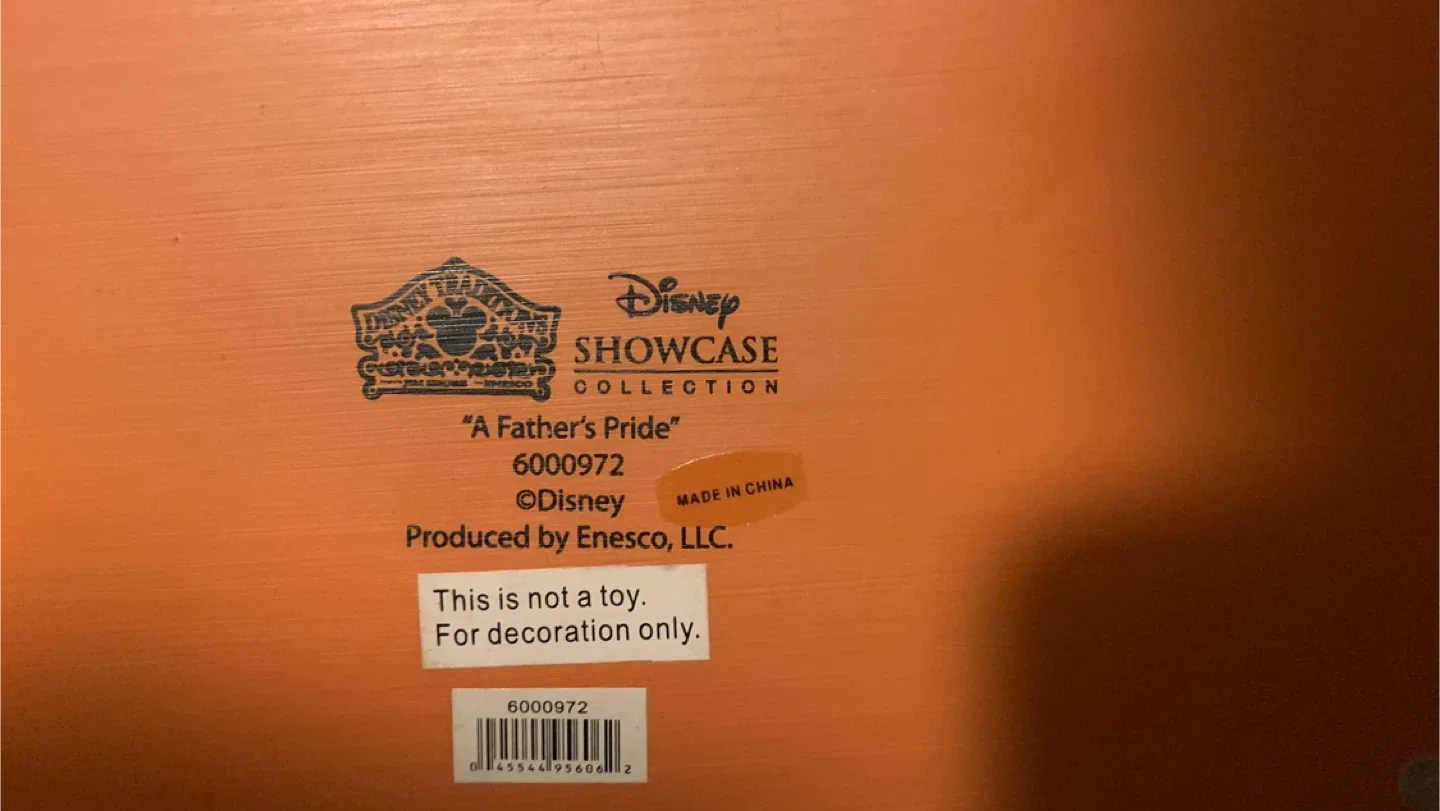 DISNEY TRADITIONS
Disney
SHOWCASE
COLLECTION
"A Father's Pride"
6000972
©Disney
MADE IN CHINA
Produced by Enesco, LLC.
This is not a toy.
For decoration only.
6000972
0 45544 95606 2